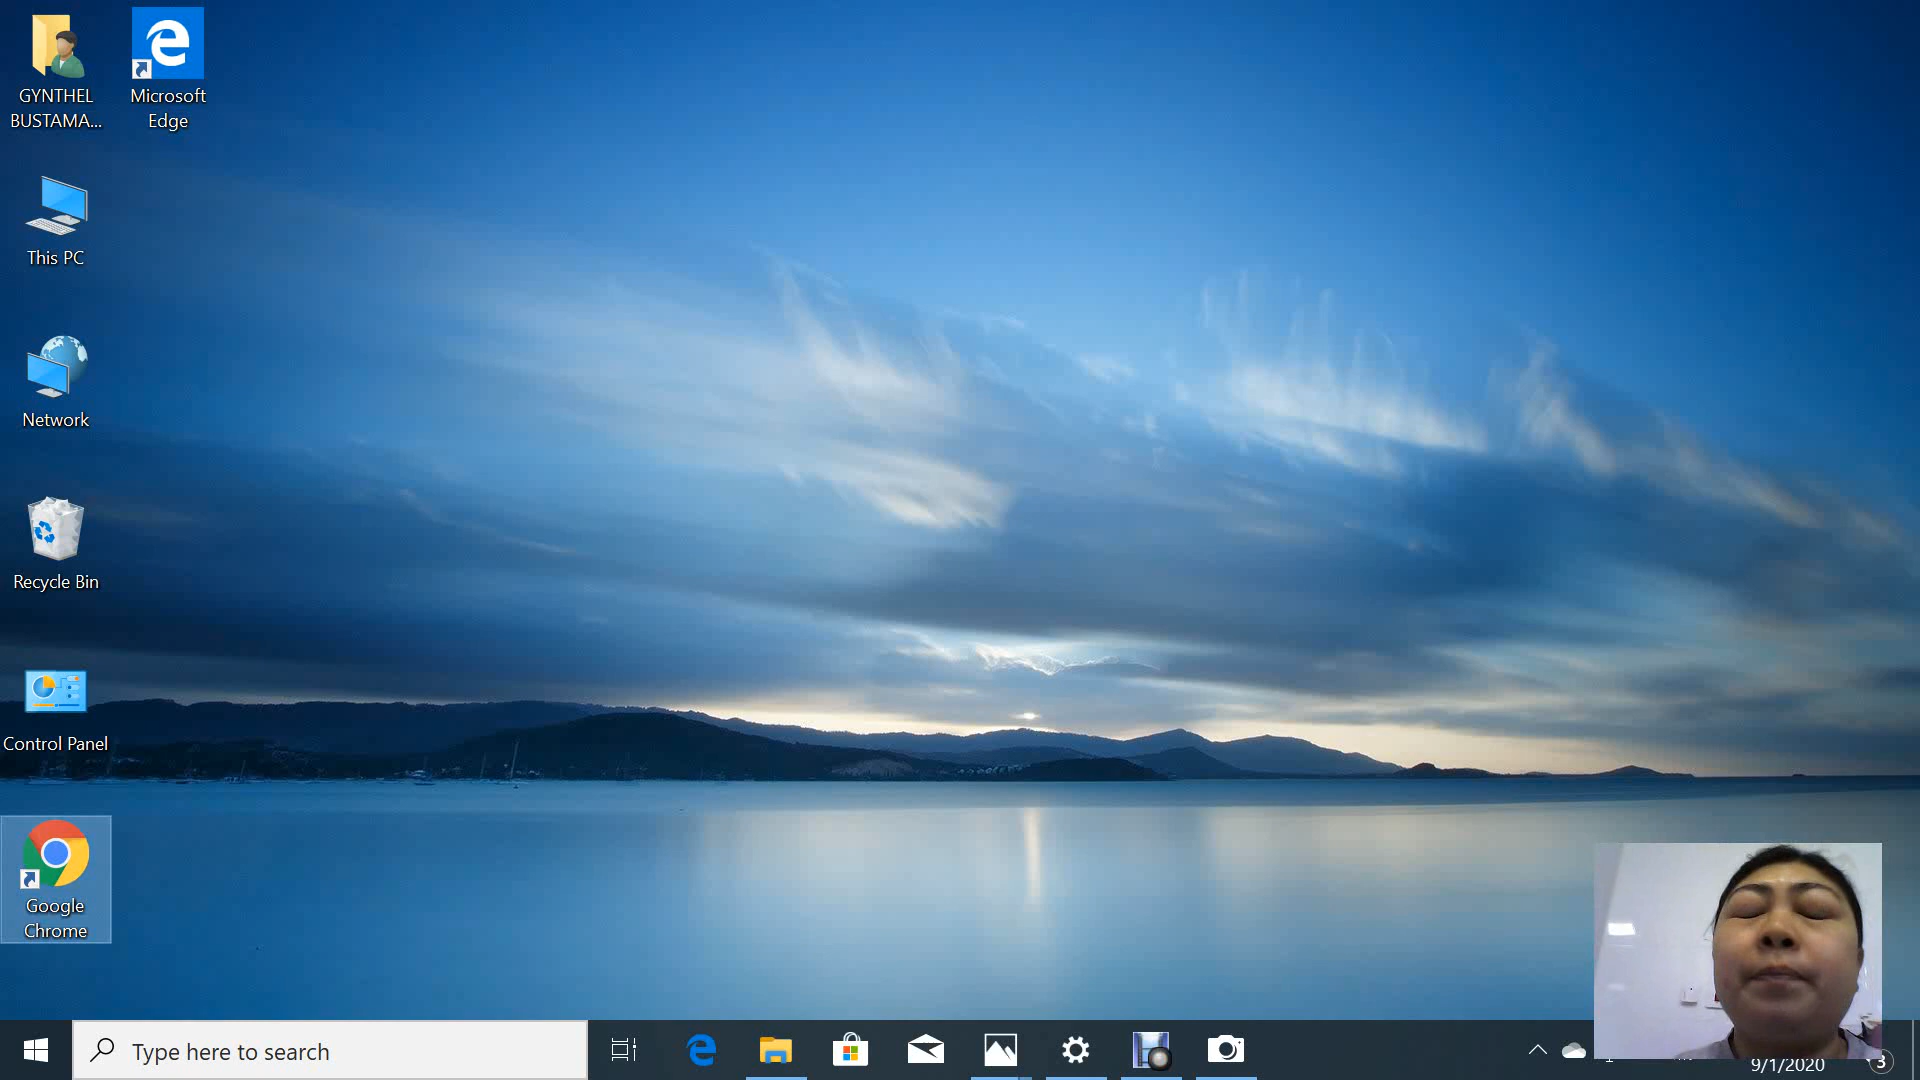 GYNTHEL
BUSTAMA...
Microsoft
Edge
This PC
Network
Recycle Bin
Control Panel
Google
Chrome
Type here to search
9/1/2020
3